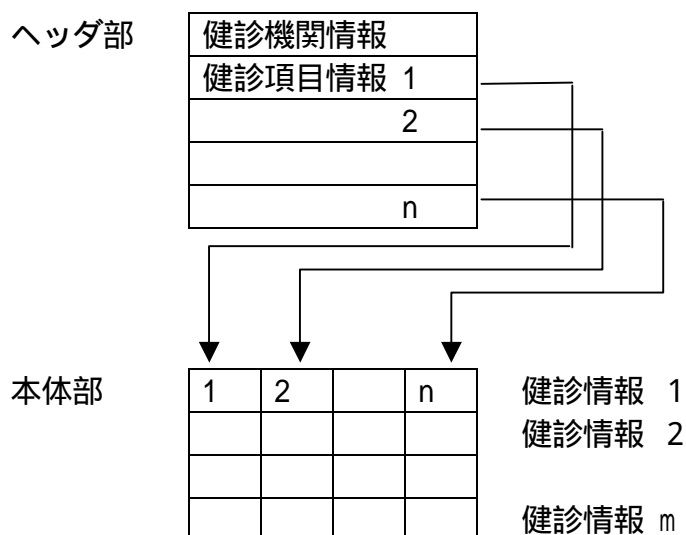 ヘッダ部
健診機関情報
健診項目情報 1
2
n
本体部
1 2 n 健診情報 1
健診情報 2
健診情報 m